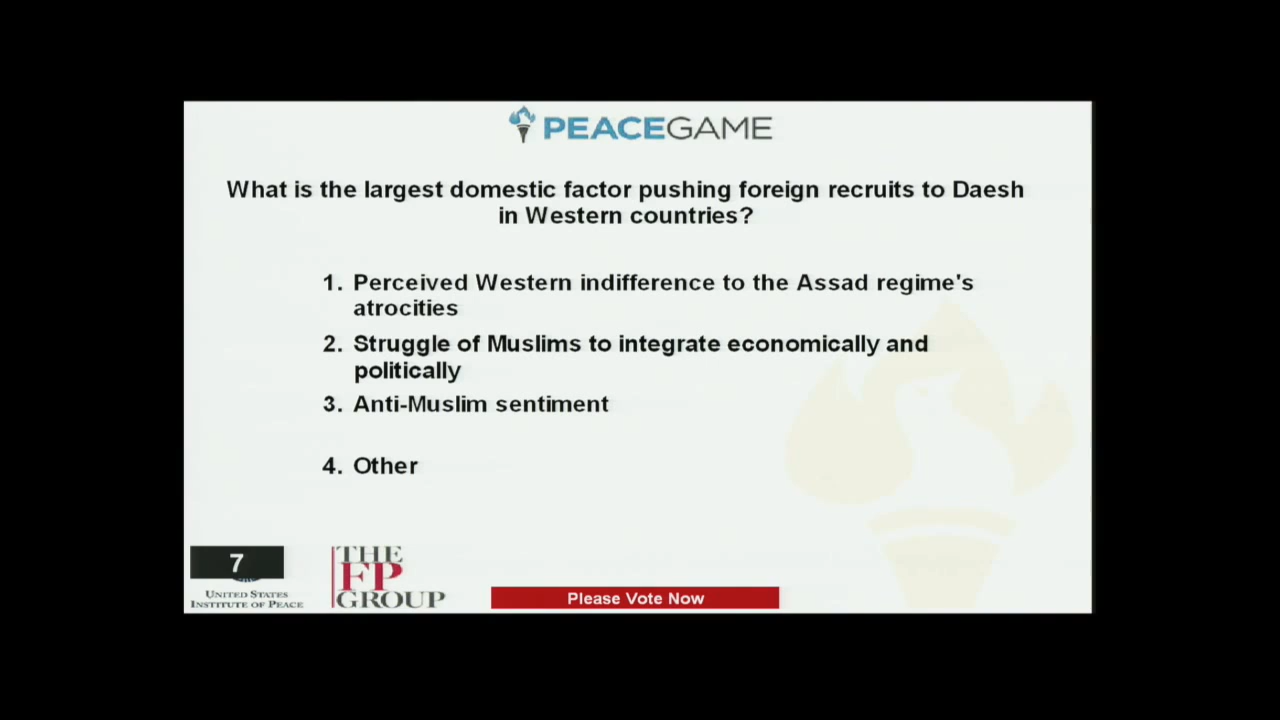 PEACEGAME
What is the largest domestic factor pushing foreign recruits to Daesh
in Western countries?
1. Perceived Western indifference to the Assad regime's
atrocities
2. Struggle of Muslims to integrate economically and
politically
3. Anti-Muslim sentiment
4. Other
7
UNITED STATES
INSTITUTE OF PEACE
THE
FP
GROUP
Please Vote Now